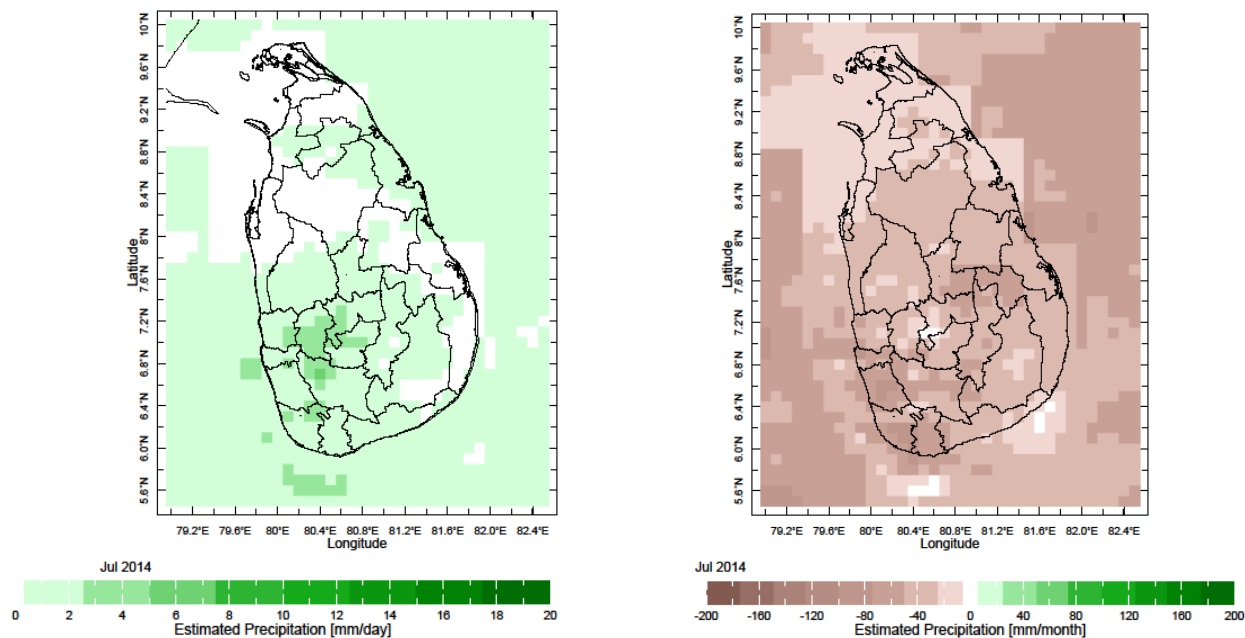 10°N
9.6°N
9.2°N
8.8°N
8.4°N
8°N
7.6°N
7.2°N
6.8°N
6.4°N
6.0°N
5.6°N
Latitude
79.2°E 79.6°E 80°E 80.4°E 80.8°E 81.2°E 81.6°E 82.0°E 82.4°E
Longitude
Jul 2014
0 2 4 6 8 10 12 14 16 18 20
Estimated Precipitation [mm/day]
10°N
9.6°N
9.2°N
8.8°N
8.4°N
8°N
7.6°N
7.2°N
6.8°N
6.4°N
6.0°N
5.6°N
Latitude
79.2°E 79.6°E 80°E 80.4°E 80.8°E 81.2°E 81.6°E 82.0°E 82.4°E
Longitude
Jul 2014
-200 -160 -120 -80 -40 0 40 80 120 160 200
Estimated Precipitation [mm/month]